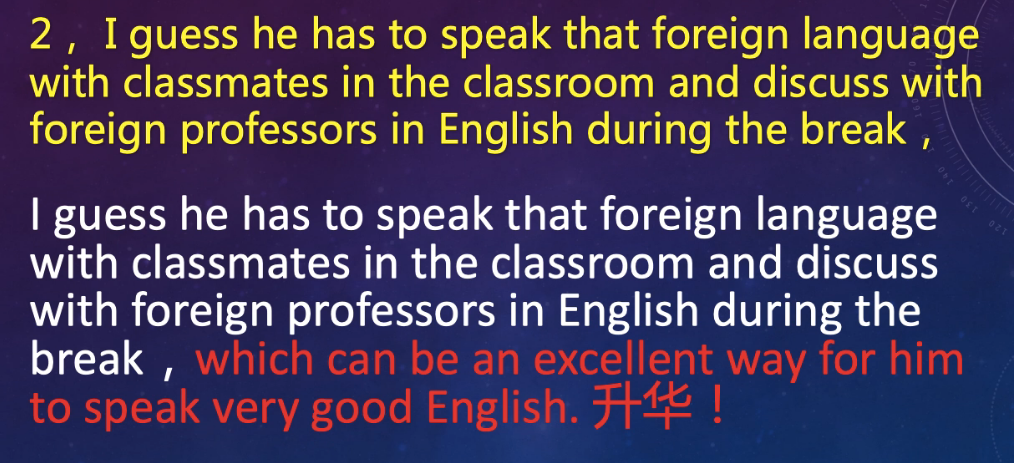 2，I guess he has to speak that foreign language
with classmates in the classroom and discuss with
foreign professors in English during the break，
I guess he has to speak that foreign language
with classmates in the classroom and discuss
with foreign professors in English during the
break，which can be an excellent way for him
to speak very good English. 升华！